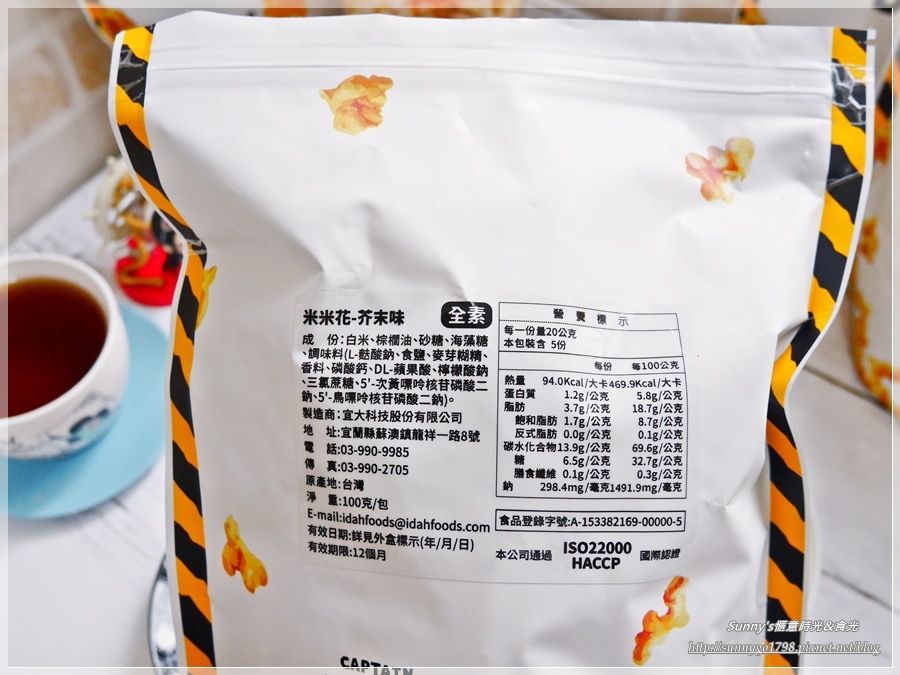 米米花-芥末味 全素
成 份:白米、棕櫚油、砂糖、海藻糖
、調味料(L-麩酸鈉、食鹽、麥芽糊精、
香料、磷酸鈣、DL-蘋果酸、檸檬酸鈉
、三氯蔗糖、5'-次黃嘌呤核苷磷酸二
鈉、5'-鳥嘌呤核苷磷酸二鈉)。
製造商:宜大科技股份有限公司
地 址:宜蘭縣蘇澳鎮龍祥一路8號
電 話:03-990-9985
傳 真:03-990-2705
原產地:台灣
淨 重:100克/包
E-mail:idahfoods@idahfoods.com
有效日期:詳見外盒標示(年/月/日)
有效期限:12個月
營 養 標 示
每一份量20公克
本包裝含 5份
每份 每100公克
熱量 94.0Kcal/大卡 469.9Kcal/大卡
蛋白質 1.2g/公克 5.8g/公克
脂肪 3.7g/公克 18.7g/公克
飽和脂肪 1.7g/公克 8.7g/公克
反式脂肪 0.0g/公克 0.1g/公克
碳水化合物 13.9g/公克 69.6g/公克
糖 6.5g/公克 32.7g/公克
膳食纖維 0.1g/公克 0.3g/公克
鈉 298.4mg/毫克 1491.9mg/毫克
食品登錄字號:A-153382169-00000-5
本公司通過 ISO22000 HACCP 國際認證
CAPTAIN
Sunny's愜意時光&食光
http://sunnygo1798.pixnet.net/blog